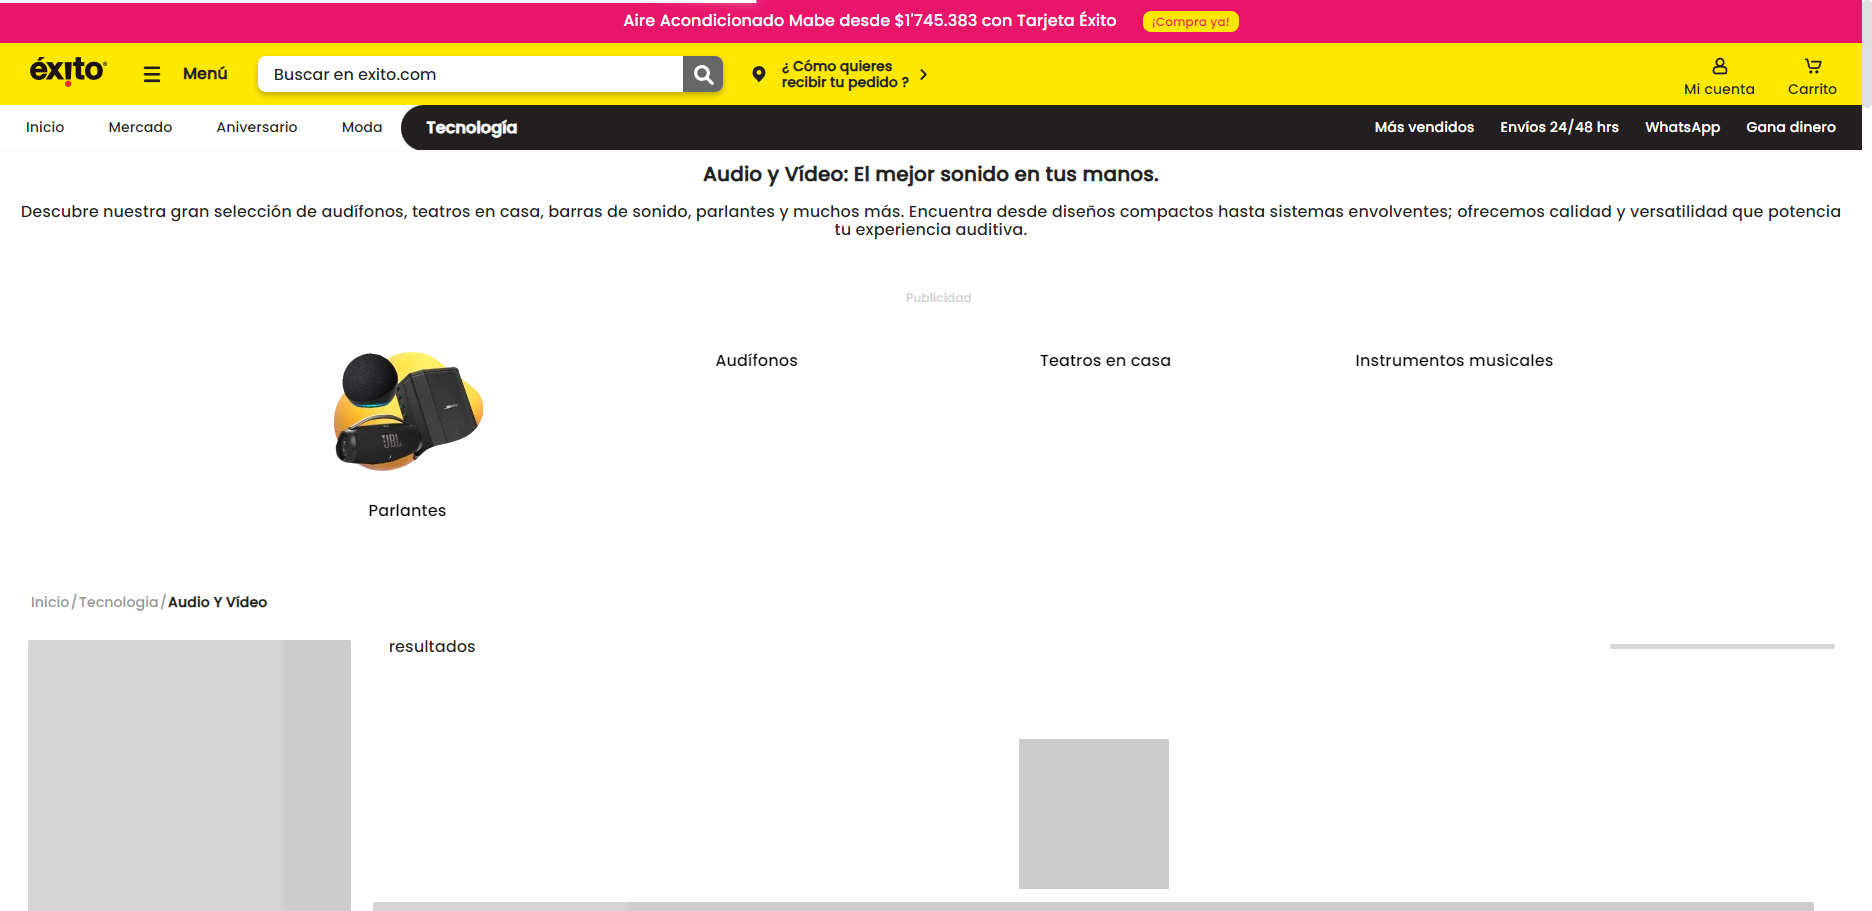 Aire Acondicionado Mabe desde $1'745.383 con Tarjeta Éxito ¡Compra ya!
éxito
Menú
Buscar en exito.com
¿ Cómo quieres
recibir tu pedido ?
Mi cuenta
Carrito
Inicio Mercado Aniversario Moda Tecnología Más vendidos Envíos 24/48 hrs WhatsApp Gana dinero
Audio y Vídeo: El mejor sonido en tus manos.
Descubre nuestra gran selección de audífonos, teatros en casa, barras de sonido, parlantes y muchos más. Encuentra desde diseños compactos hasta sistemas envolventes; ofrecemos calidad y versatilidad que potencia
tu experiencia auditiva.
Publicidad
JBL
Parlantes
Audífonos
Teatros en casa
Instrumentos musicales
Inicio/Tecnologia/Audio Y Vídeo
resultados